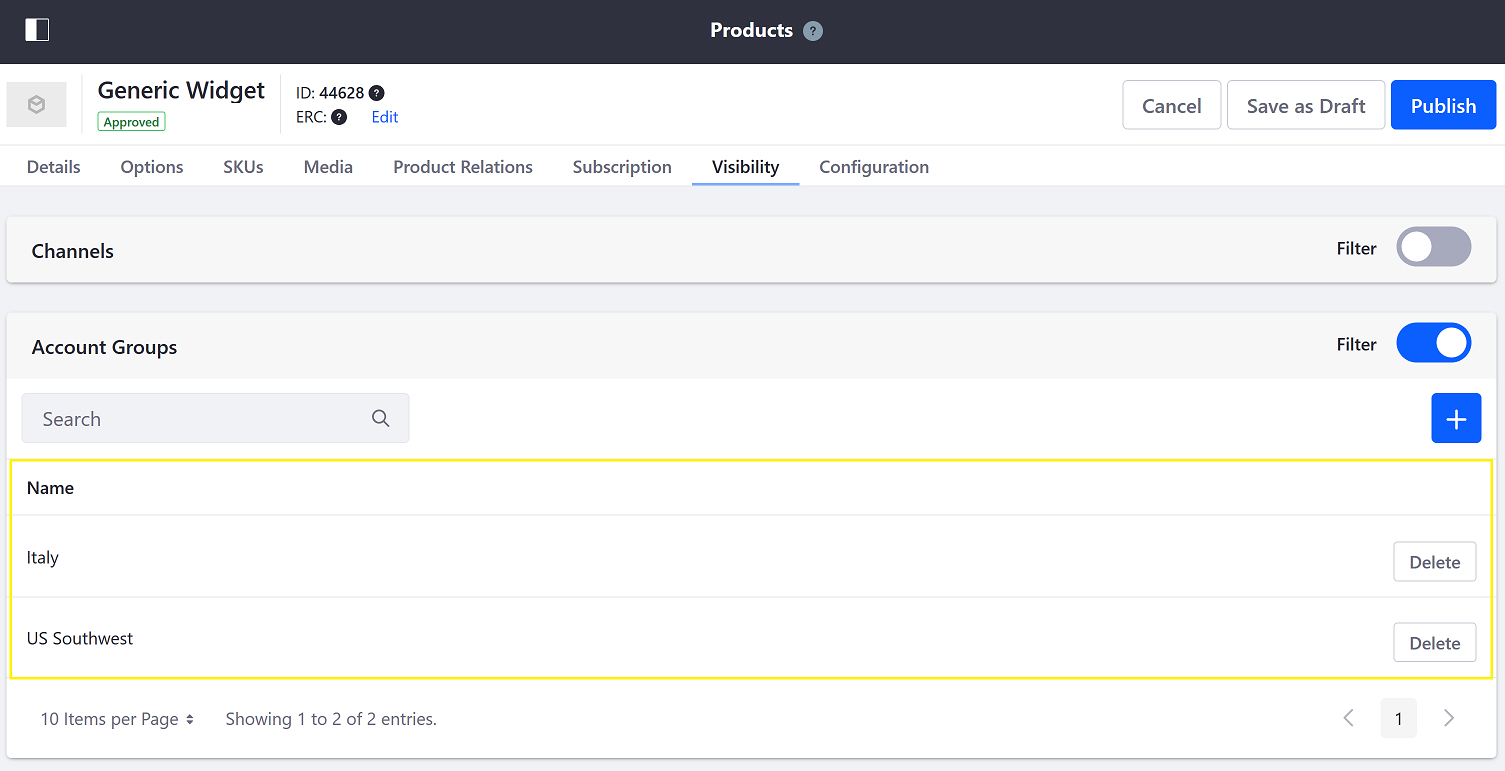 Products ?
Generic Widget
Approved
ID: 44628 ?
ERC: ? Edit
Cancel Save as Draft Publish
Details Options SKUs Media Product Relations Subscription Visibility Configuration
Channels Filter
Account Groups Filter
Search
Name
Italy Delete
US Southwest Delete
10 Items per Page Showing 1 to 2 of 2 entries. 1